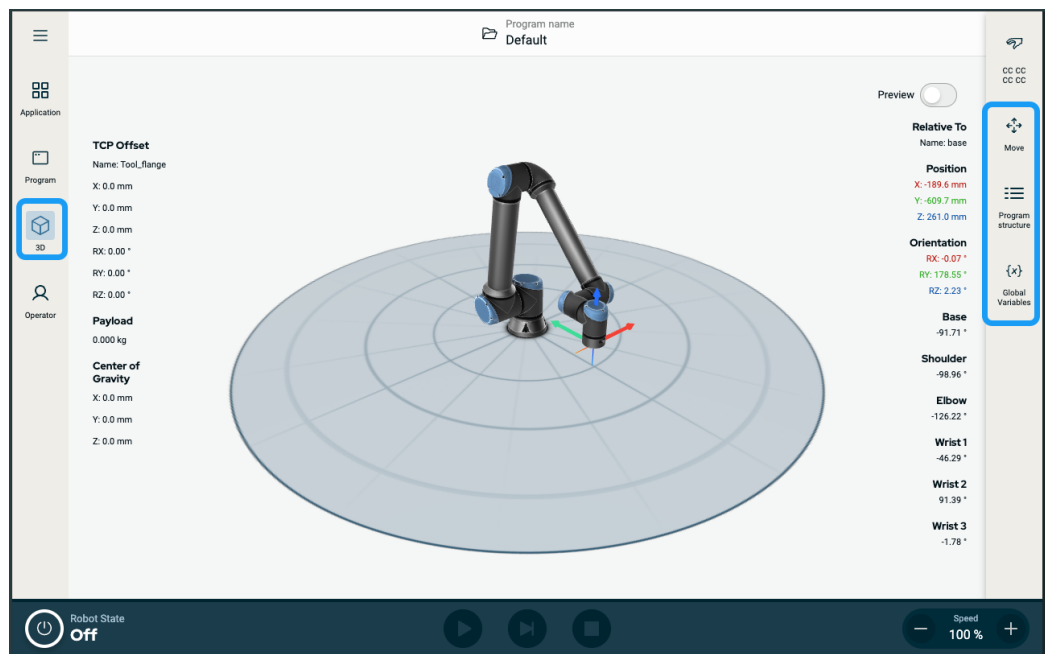 Program name
Default
Application
Program
3D
Operator
TCP Offset
Name: Tool_flange
X: 0.0 mm
Y: 0.0 mm
Z: 0.0 mm
RX: 0.00 °
RY: 0.00 °
RZ: 0.00 °
Payload
0.000 kg
Center of
Gravity
X: 0.0 mm
Y: 0.0 mm
Z: 0.0 mm
Preview
Relative To
Name: base
Position
X: -189.6 mm
Y: -609.7 mm
Z: 261.0 mm
Orientation
RX: -0.07 °
RY: 178.55 °
RZ: 2.23 °
Base
-91.71 °
Shoulder
-98.96 °
Elbow
-126.22 °
Wrist 1
-46.29 °
Wrist 2
91.39 °
Wrist 3
-1.78 °
CC CC
CC CC
Move
Program
structure
{x}
Global
Variables
Robot State
Off
Speed
100 %